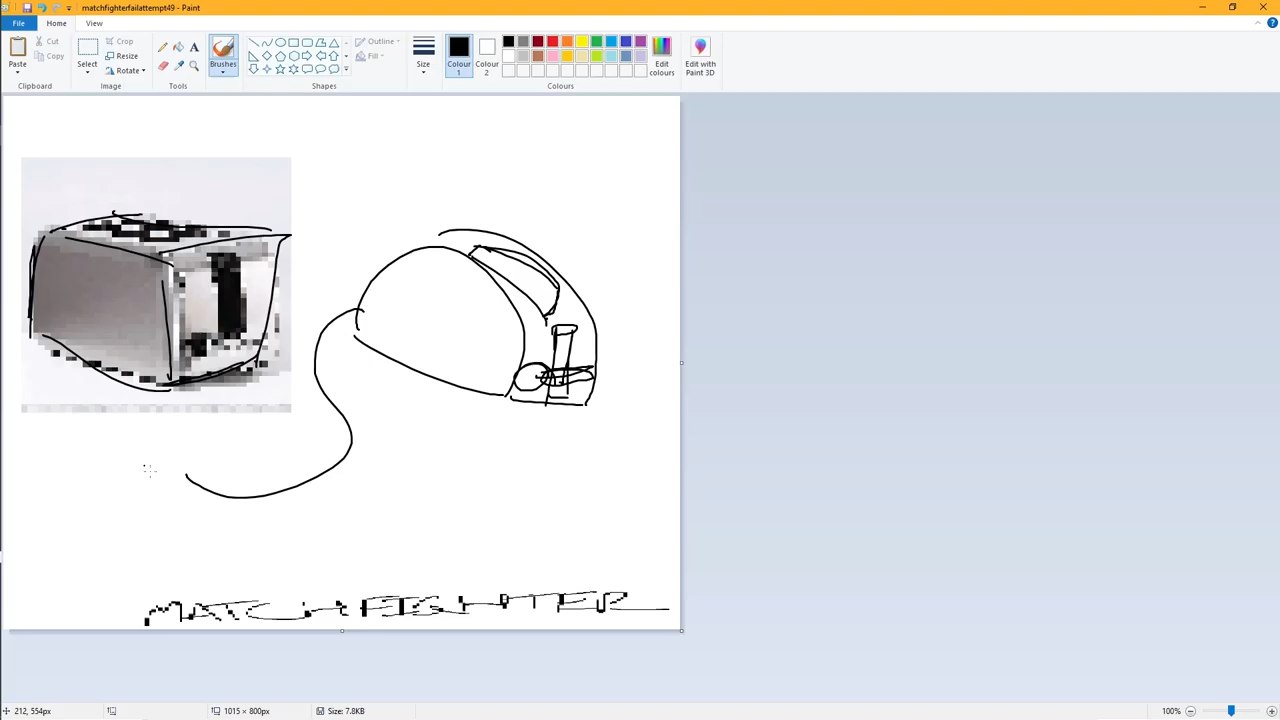 matchfighterfailattempt49 - Paint
File Home View
Paste Cut Copy Clipboard
Select Crop Resize Rotate Image
Tools
Brushes
Outline Fill Shapes
Size
Colour 1 Colour 2 Edit colours Colours
Edit with Paint 3D
MATCHFIGHTER
212, 554px 1015 × 800px Size: 7.8KB 100%